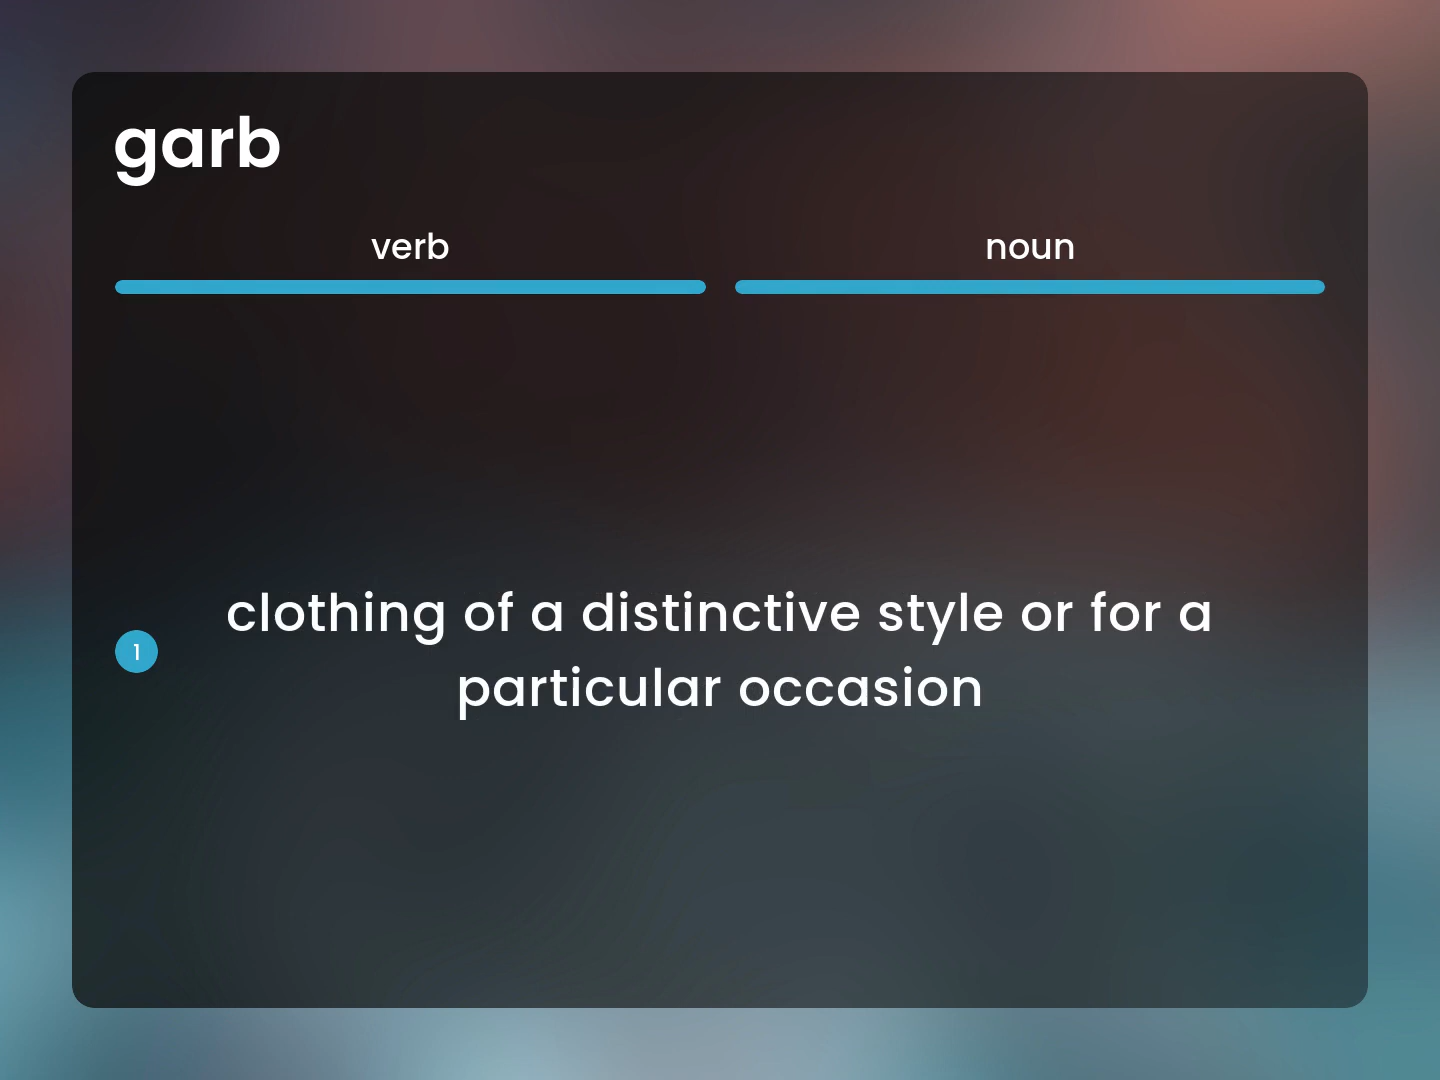 garb
verb
noun
1
clothing of a distinctive style or for a
particular occasion